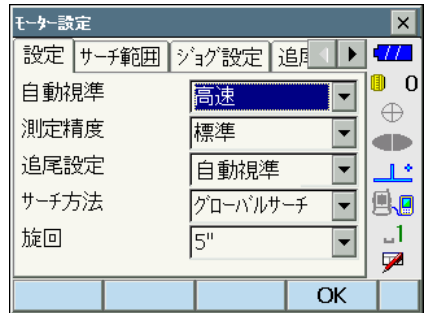 ﾓｰﾀｰ設定
設定 ｻｰﾁ範囲 ｼﾞｮｸﾞ設定
自動視準 高速 0
測定精度 標準
追尾設定 自動視準
ｻｰﾁ方法 ｸﾞﾛｰﾊﾞﾙｻｰﾁ
旋回 5" 1
OK